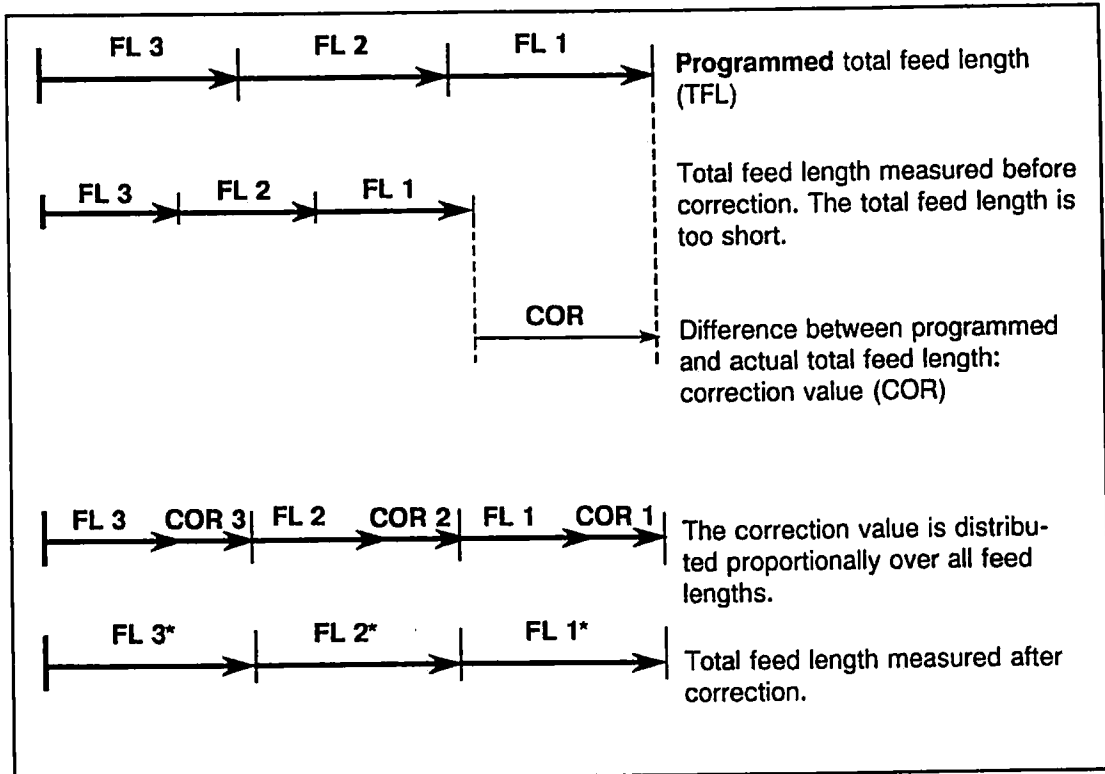 FL 3 FL 2 FL 1
Programmed total feed length
(TFL)
FL 3 FL 2 FL 1
Total feed length measured before
correction. The total feed length is
too short.
COR
Difference between programmed
and actual total feed length:
correction value (COR)
FL 3 COR 3 FL 2 COR 2 FL 1 COR 1
The correction value is distribu-
ted proportionally over all feed
lengths.
FL 3* FL 2* FL 1*
Total feed length measured after
correction.